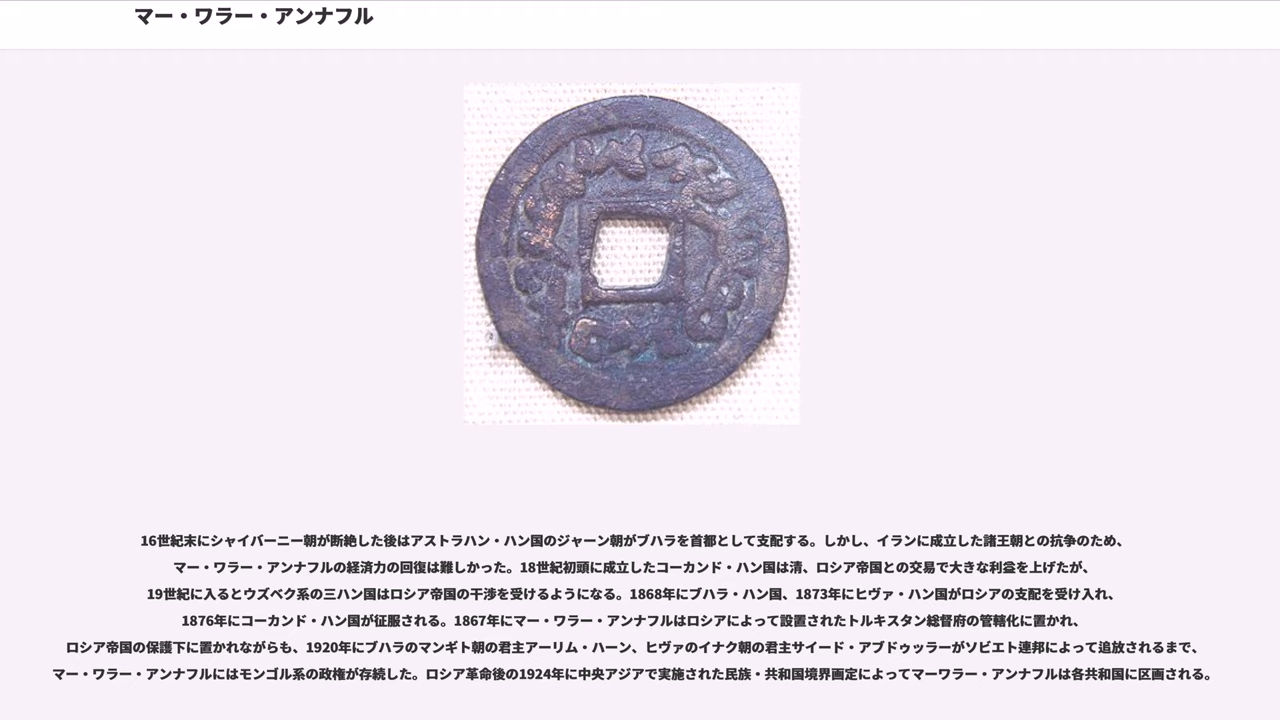 マー・ワラー・アンナフル
16世紀末にシャイバーニー朝が断絶した後はアストラハン・ハン国のジャーン朝がブハラを首都として支配する。しかし、イランに成立した諸王朝との抗争のため、
マー・ワラー・アンナフルの経済力の回復は難しかった。18世紀初頭に成立したコーカンド・ハン国は清、ロシア帝国との交易で大きな利益を上げたが、
19世紀に入るとウズベク系の三ハン国はロシア帝国の干渉を受けるようになる。1868年にブハラ・ハン国、1873年にヒヴァ・ハン国がロシアの支配を受け入れ、
1876年にコーカンド・ハン国が征服される。1867年にマー・ワラー・アンナフルはロシアによって設置されたトルキスタン総督府の管轄化に置かれ、
ロシア帝国の保護下に置かれながらも、1920年にブハラのマンギト朝の君主アーリム・ハーン、ヒヴァのイナク朝の君主サイード・アブドゥッラーがソビエト連邦によって追放されるまで、
マー・ワラー・アンナフルにはモンゴル系の政権が存続した。ロシア革命後の1924年に中央アジアで実施された民族・共和国境界画定によってマーワラー・アンナフルは各共和国に区画される。